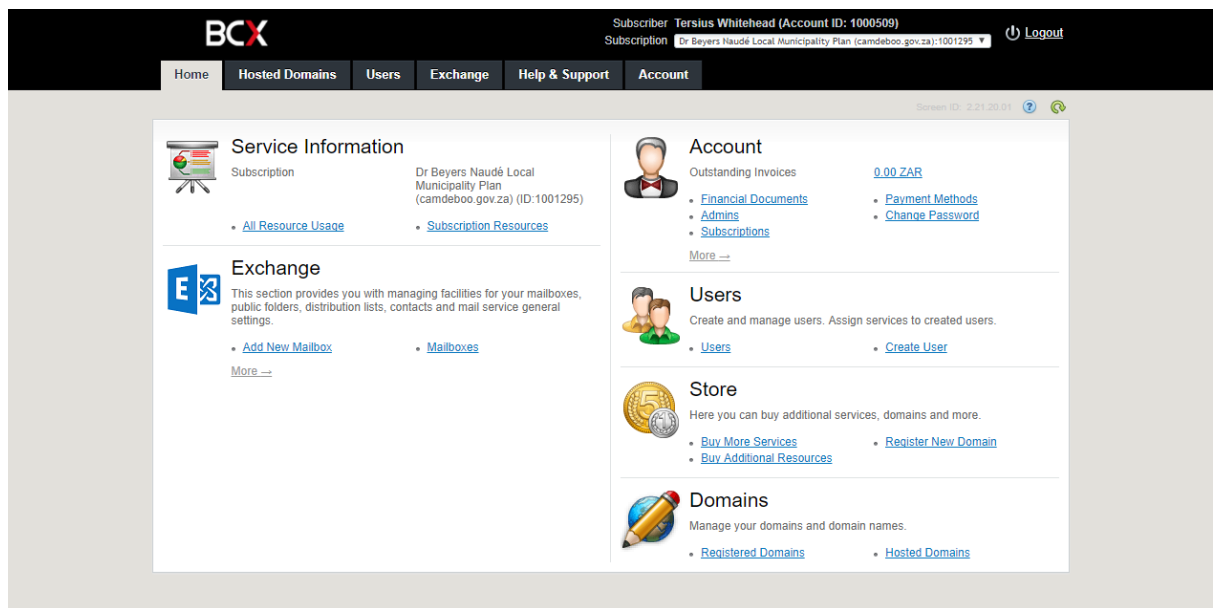 BCX
Subscriber Tersius Whitehead (Account ID: 1000509)
Subscription Dr Beyers Naudé Local Municipality Plan (camdeboo.gov.za):1001295
Logout
Home Hosted Domains Users Exchange Help & Support Account
Screen ID: 2.21.20.01
Service Information
Subscription
Dr Beyers Naudé Local
Municipality Plan
(camdeboo.gov.za) (ID:1001295)
All Resource Usage
Subscription Resources
Exchange
This section provides you with managing facilities for your mailboxes,
public folders, distribution lists, contacts and mail service general
settings.
Add New Mailbox
Mailboxes
More →
Account
Outstanding Invoices
0.00 ZAR
Financial Documents
Payment Methods
Admins
Change Password
Subscriptions
More →
Users
Create and manage users. Assign services to created users.
Users
Create User
Store
Here you can buy additional services, domains and more.
Buy More Services
Register New Domain
Buy Additional Resources
Domains
Manage your domains and domain names.
Registered Domains
Hosted Domains